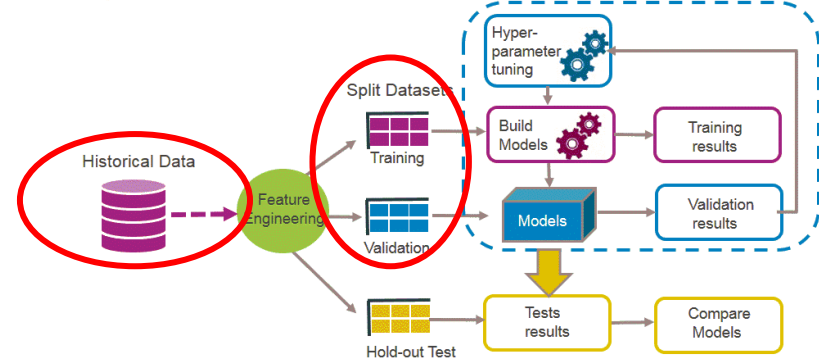 Hyper-
parameter
tuning
Split Datasets
Build
Models
Training
results
Training
Historical Data
Feature
Engineering
Models
Validation
results
Validation
Tests
results
Compare
Models
Hold-out Test